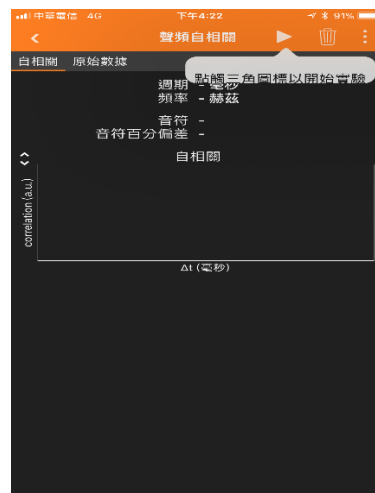 中華電信 4G 下午4:22 91%
聲頻自相關
自相關 原始數據
點觸三角圖標以開始實驗
週期 - 毫秒
頻率 - 赫茲
音符 -
音符百分偏差 -
自相關
correlation (a.u.)
Δt (毫秒)